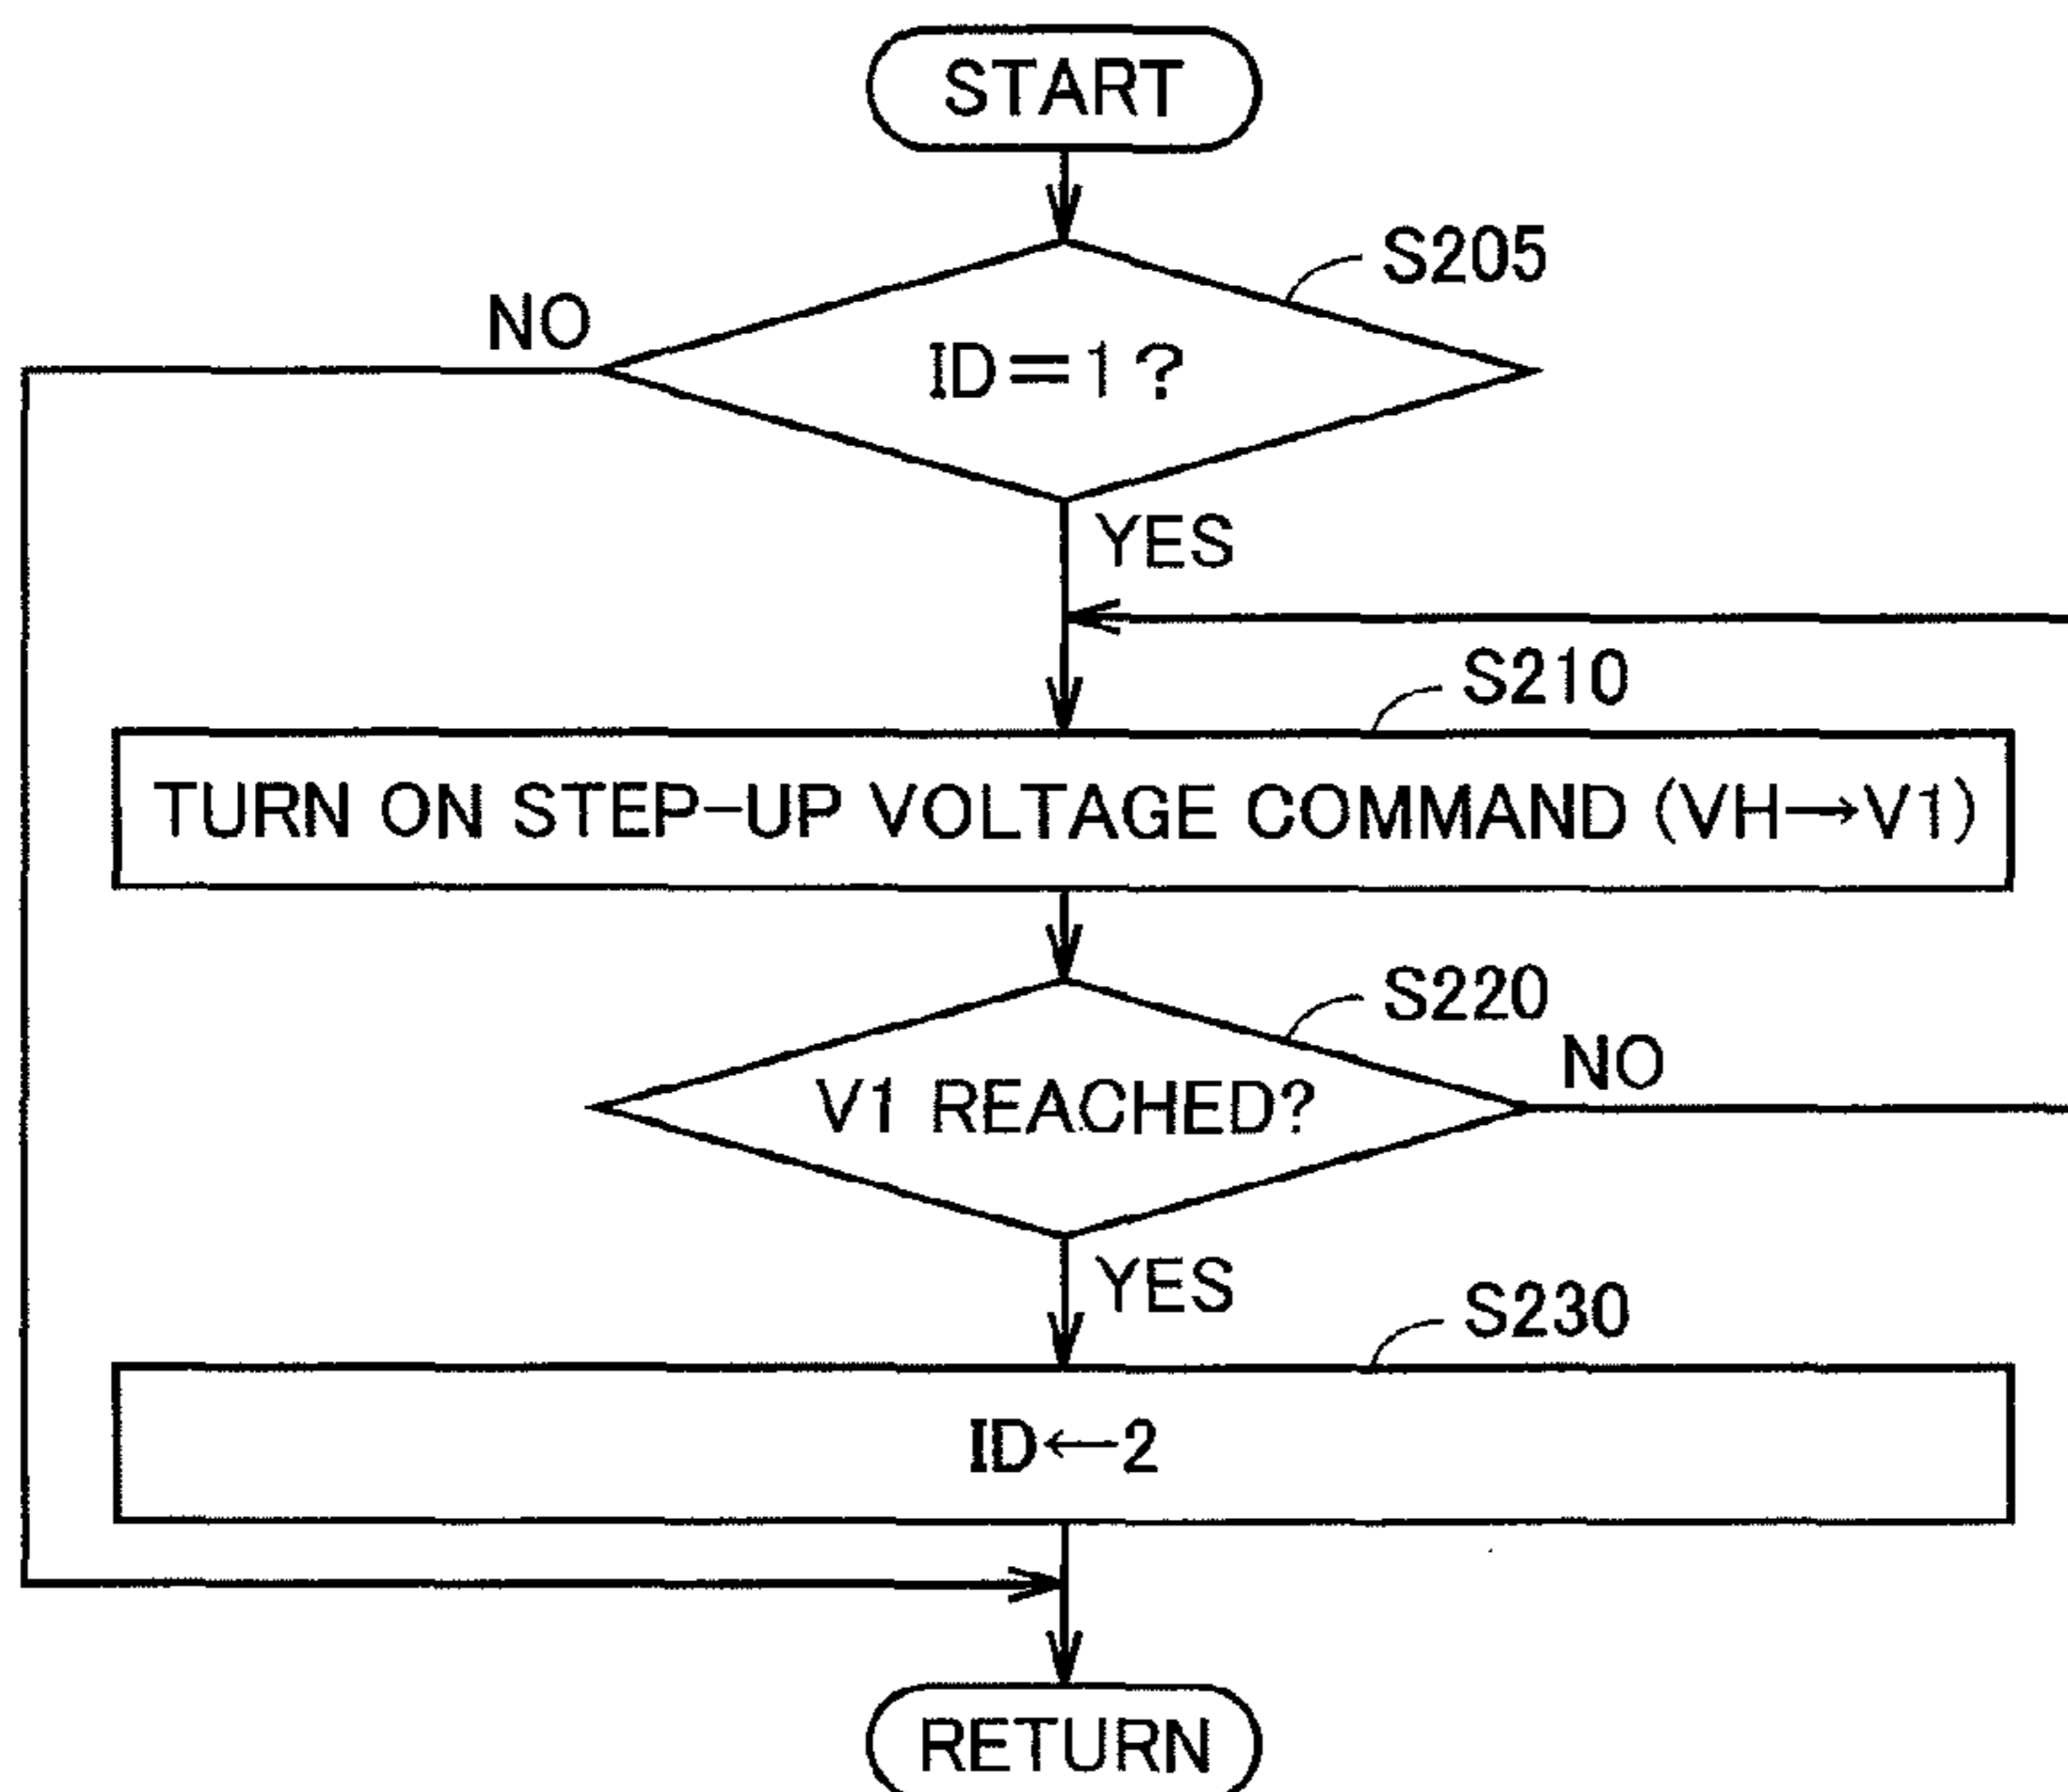 START
S205
NO
ID=1?
YES
S210
TURN ON STEP-UP VOLTAGE COMMAND (VH→V1)
S220
NO
V1 REACHED?
YES
S230
ID←2
RETURN